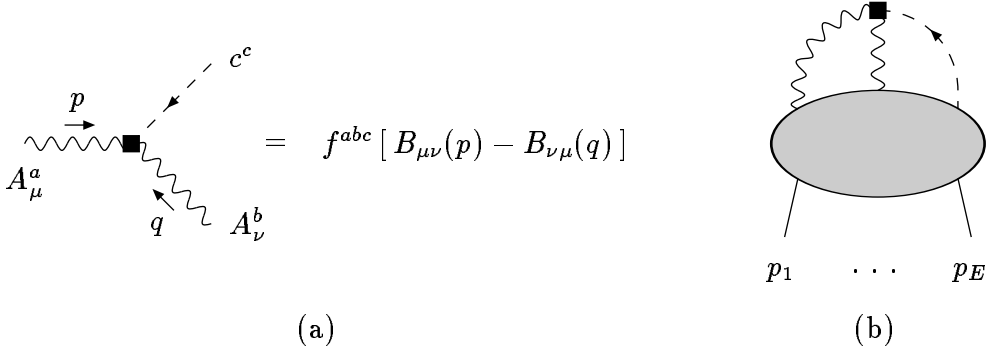 p
c^c
= f^{abc} [ B_{μν}(p) − B_{νμ}(q) ]
A^a_μ
q
A^b_ν
p_1 · · · p_E
(a)
(b)